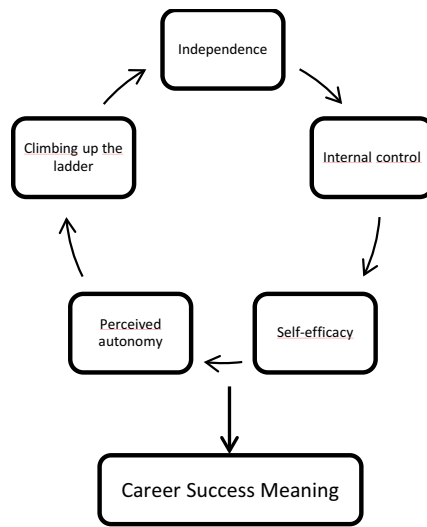 Independence
Climbing up the
ladder
Internal control
Perceived
autonomy
Self-efficacy
Career Success Meaning